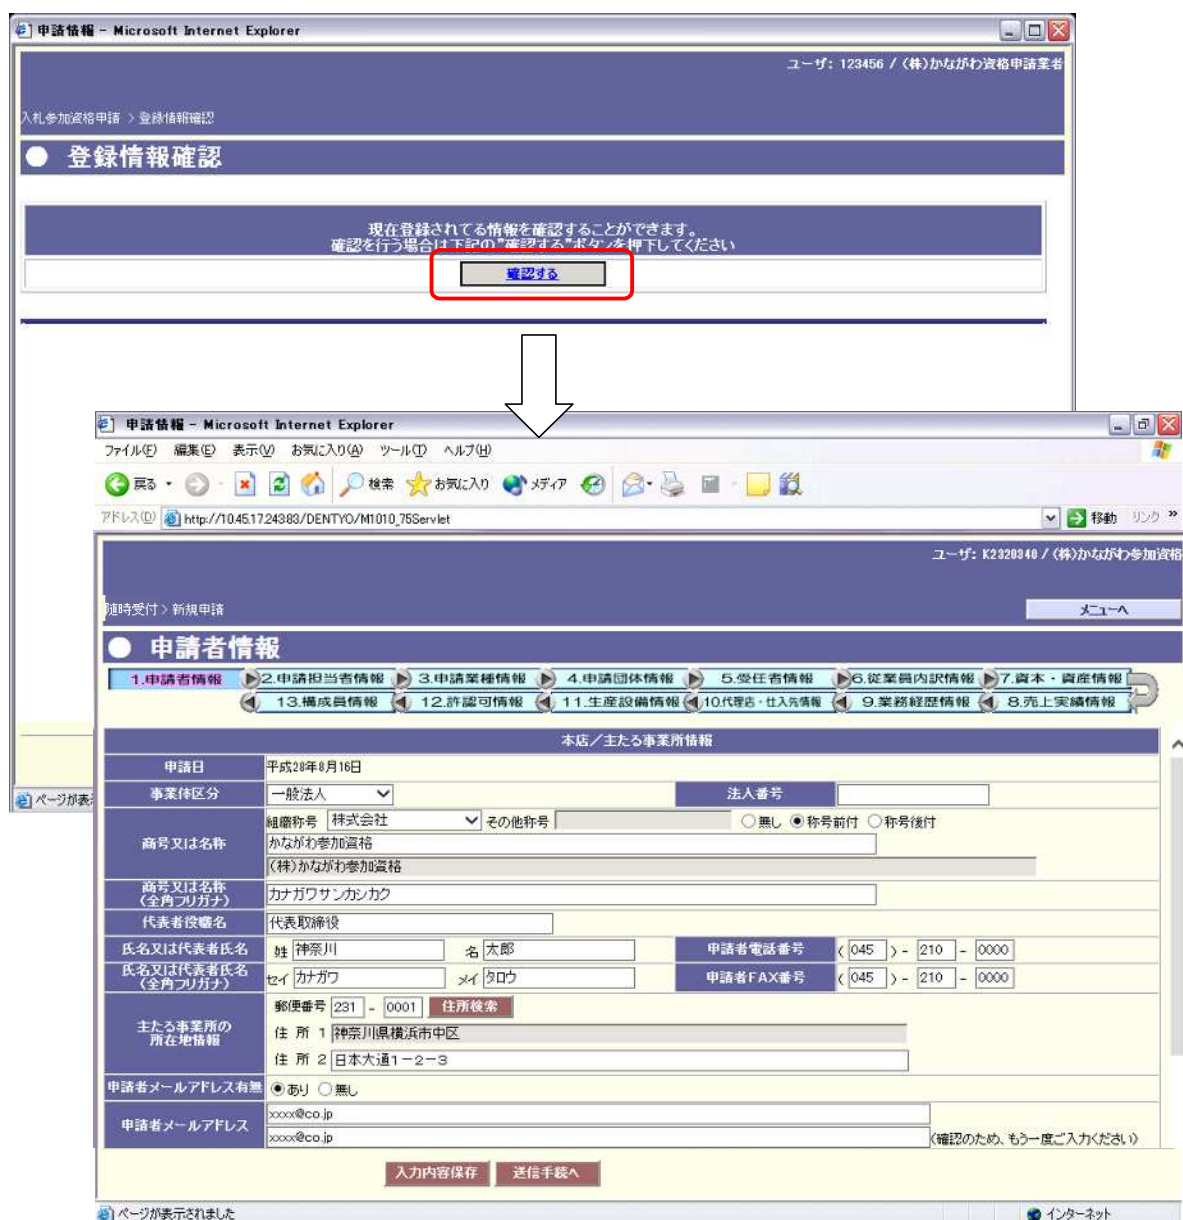 申請情報 - Microsoft Internet Explorer
ユーザ: 123456 / (株)かながわ資格申請業者
入札参加資格申請 > 登録情報確認
● 登録情報確認
現在登録されてる情報を確認することができます。
確認を行う場合は下記の"確認する"ボタンを押下してください
確認する
申請情報 - Microsoft Internet Explorer
ファイル(F) 編集(E) 表示(V) お気に入り(A) ツール(T) ヘルプ(H)
戻る 検索 お気に入り メディア
アドレス(D) http://10.45.17.243:83/DENTYO/M1010_75Servlet 移動 リンク »
ユーザ: K2320340 / (株)かながわ参加資格
随時受付 > 新規申請
メニューへ
● 申請者情報
1.申請者情報 2.申請担当者情報 3.申請業種情報 4.申請団体情報 5.受任者情報 6.従業員内訳情報 7.資本・資産情報
13.構成員情報 12.許認可情報 11.生産設備情報 10.代理店・仕入先情報 9.業務経歴情報 8.売上実績情報
本店/主たる事業所情報
申請日 平成28年8月16日
事業体区分 一般法人 法人番号
組織称号 株式会社 その他称号 無し 称号前付 称号後付
商号又は名称 かながわ参加資格
(株)かながわ参加資格
商号又は名称
(全角フリガナ) カナガワサンカシカク
代表者役職名 代表取締役
氏名又は代表者氏名 姓 神奈川 名 太郎 申請者電話番号 ( 045 ) - 210 - 0000
氏名又は代表者氏名
(全角フリガナ) セイ カナガワ メイ タロウ 申請者FAX番号 ( 045 ) - 210 - 0000
郵便番号 231 - 0001 住所検索
主たる事業所の
所在地情報
住 所 1 神奈川県横浜市中区
住 所 2 日本大通1-2-3
申請者メールアドレス有無 あり 無し
申請者メールアドレス
xxxx@co.jp
xxxx@co.jp (確認のため、もう一度ご入力ください)
入力内容保存 送信手続へ
ページが表
ページが表示されました インターネット